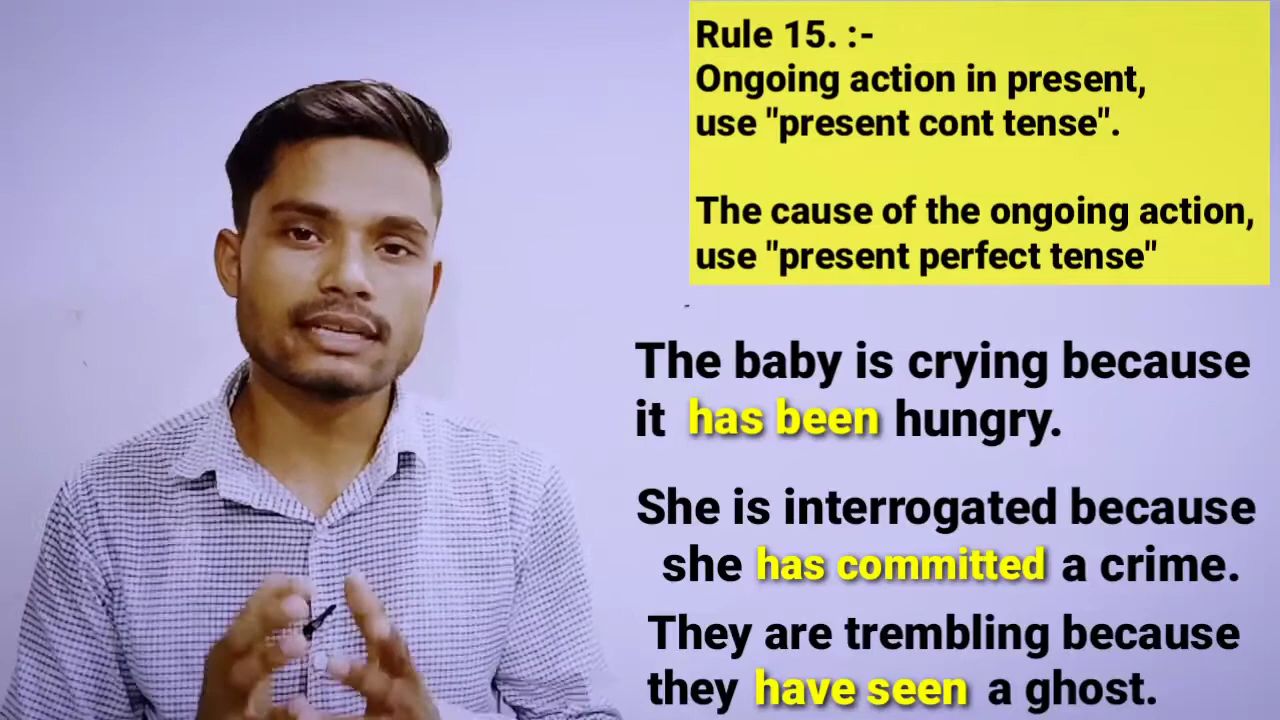 Rule 15. :-
Ongoing action in present,
use "present cont tense".
The cause of the ongoing action,
use "present perfect tense"
The baby is crying because
it has been hungry.
She is interrogated because
she has committed a crime.
They are trembling because
they have seen a ghost.